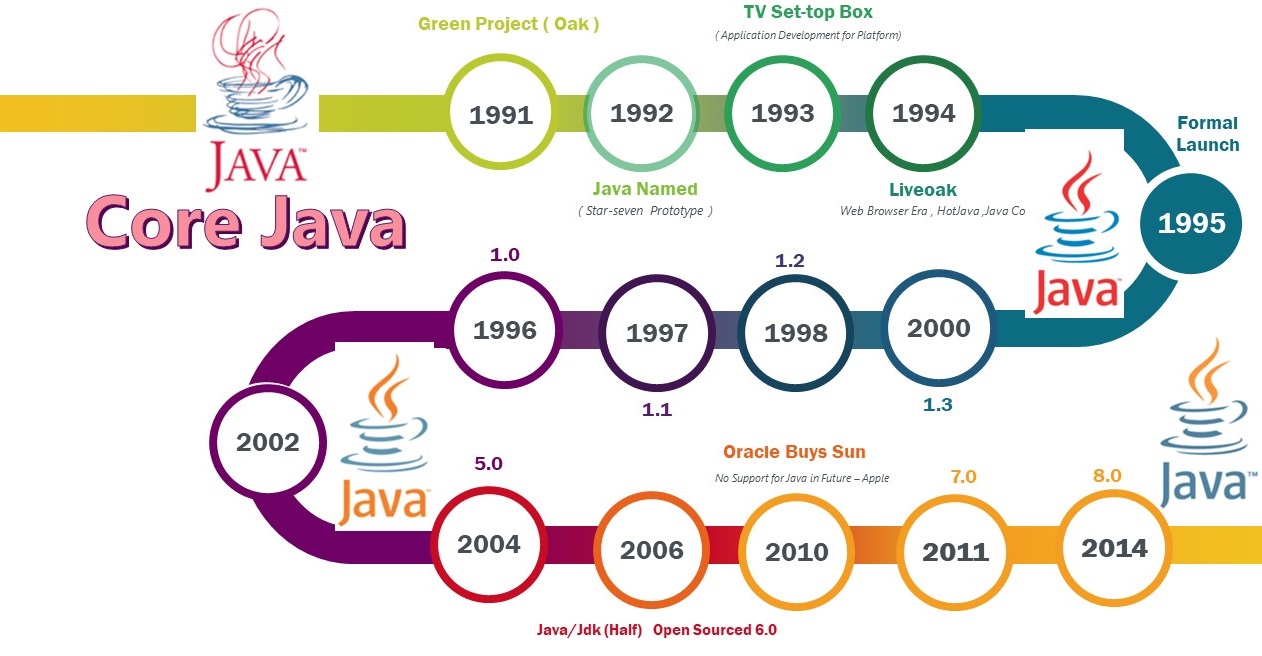 Green Project ( Oak )
TV Set-top Box
( Application Development for Platform)
JAVA™
1991
1992
1993
1994
Formal
Launch
Java Named
( Star-seven Prototype )
Liveoak
Web Browser Era , HotJava ,Java Co
1995
Core Java
Java™
1.0
1.2
1996
1997
1998
2000
1.1
1.3
2002
Java™
Java™
5.0
Oracle Buys Sun
No Support for Java in Future – Apple
7.0
8.0
2004
2006
2010
2011
2014
Java/Jdk (Half) Open Sourced 6.0